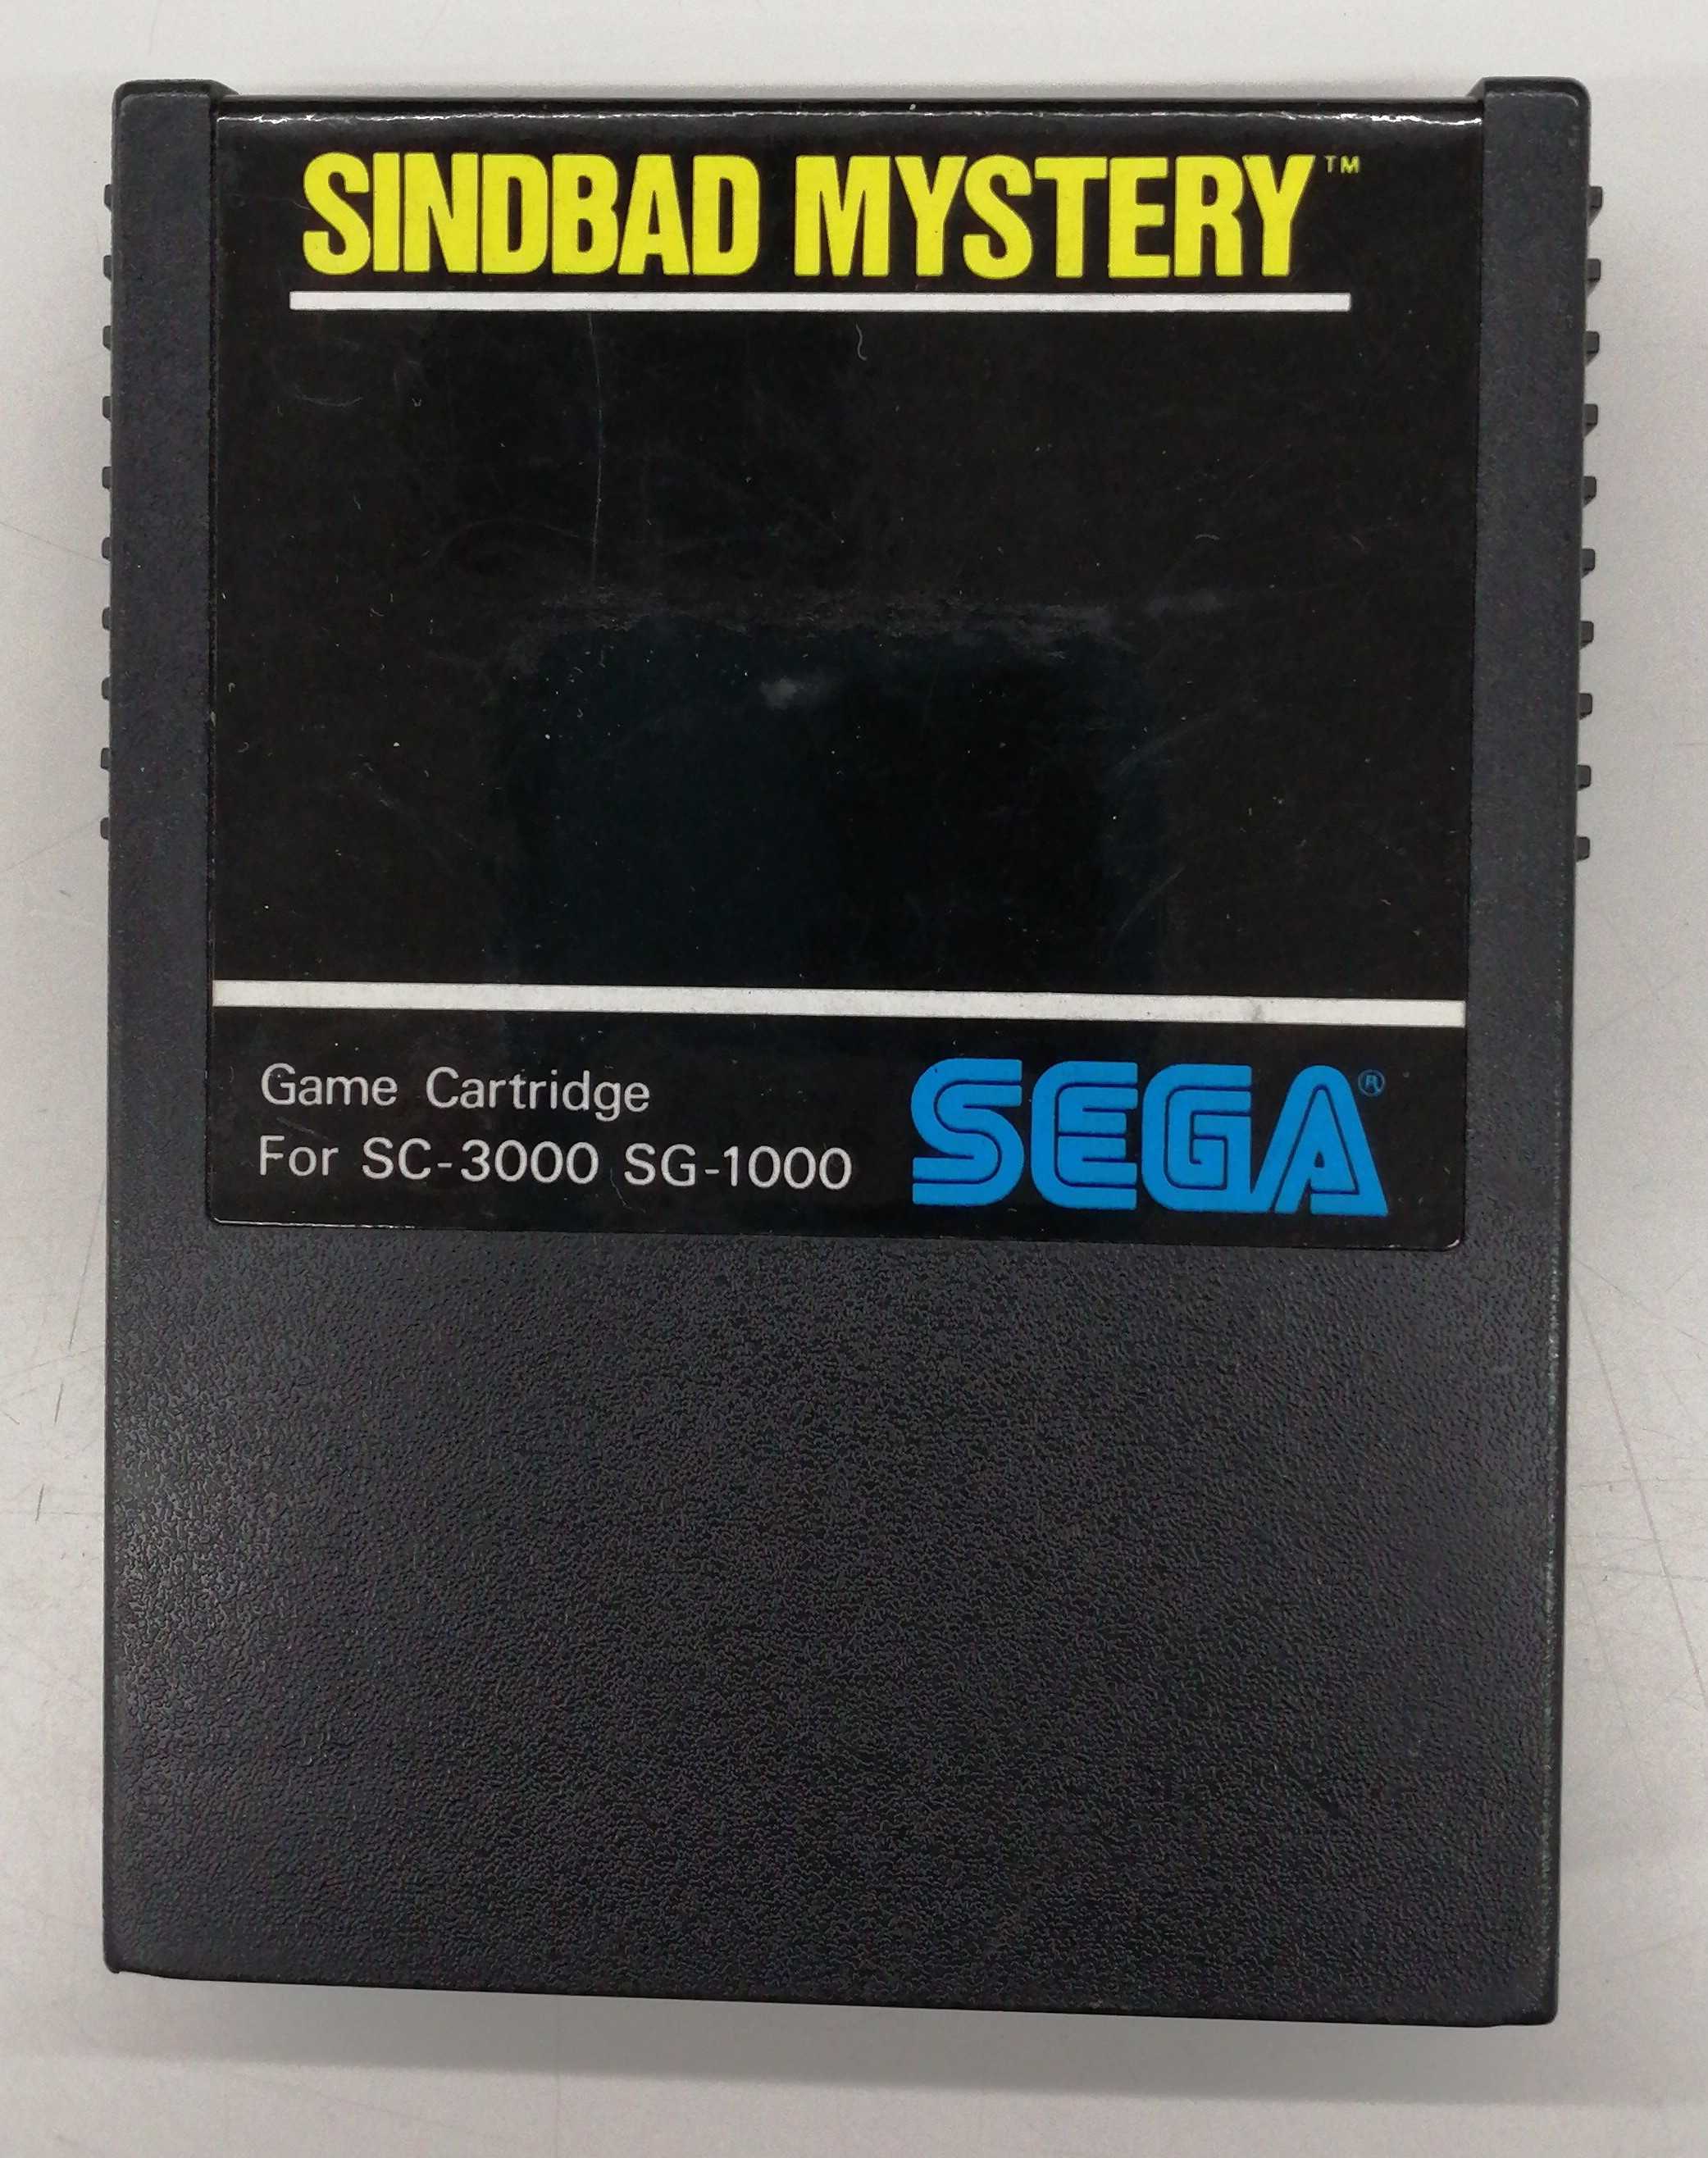 SINDBAD MYSTERY™
Game Cartridge
For SC-3000 SG-1000
SEGA®